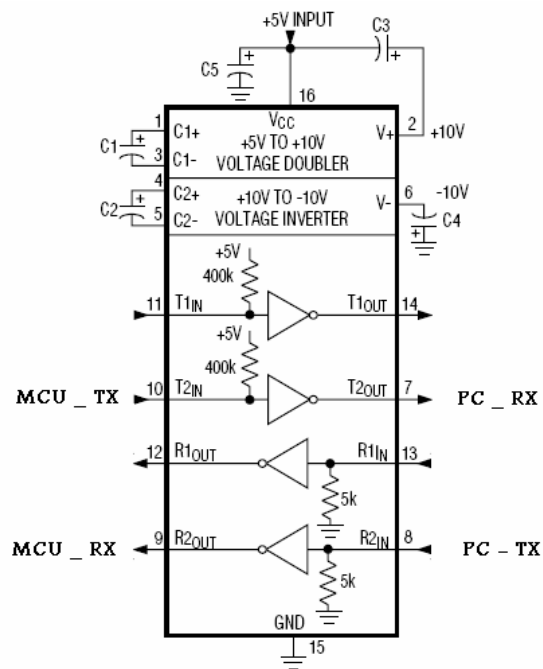 +5V INPUT
C3
+
C5 +
16
1 C1+ VCC V+ 2 +10V
C1 + +5V TO +10V
3 C1- VOLTAGE DOUBLER
4 C2+ +10V TO -10V V- 6 -10V
C2 +
5 C2- VOLTAGE INVERTER
+ C4
+5V
400k
11 T1IN T1OUT 14
+5V
400k
MCU _ TX 10 T2IN T2OUT 7 PC _ RX
12 R1OUT R1IN 13
5k
MCU _ RX 9 R2OUT R2IN 8 PC - TX
5k
GND
15